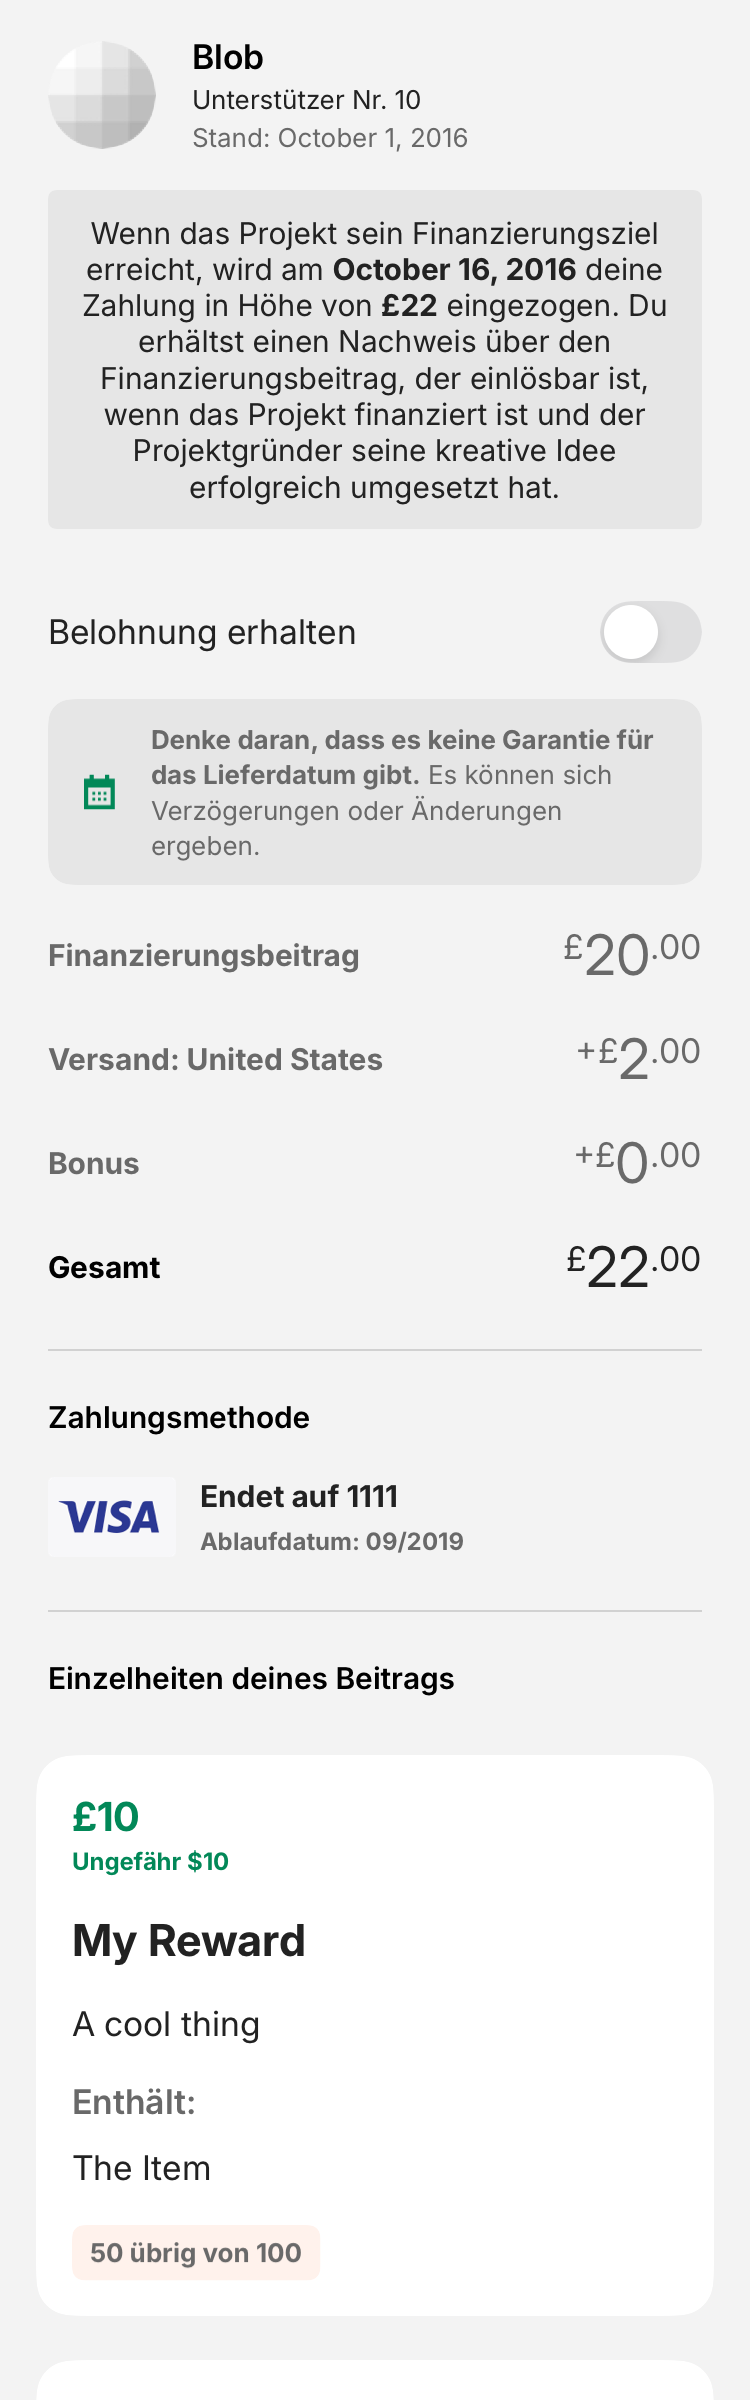 Blob
Unterstützer Nr. 10
Stand: October 1, 2016
Wenn das Projekt sein Finanzierungsziel
erreicht, wird am October 16, 2016 deine
Zahlung in Höhe von £22 eingezogen. Du
erhältst einen Nachweis über den
Finanzierungsbeitrag, der einlösbar ist,
wenn das Projekt finanziert ist und der
Projektgründer seine kreative Idee
erfolgreich umgesetzt hat.
Belohnung erhalten
Denke daran, dass es keine Garantie für
das Lieferdatum gibt. Es können sich
Verzögerungen oder Änderungen
ergeben.
Finanzierungsbeitrag £20.00
Versand: United States +£2.00
Bonus +£0.00
Gesamt £22.00
Zahlungsmethode
VISA
Endet auf 1111
Ablaufdatum: 09/2019
Einzelheiten deines Beitrags
£10
Ungefähr $10
My Reward
A cool thing
Enthält:
The Item
50 übrig von 100